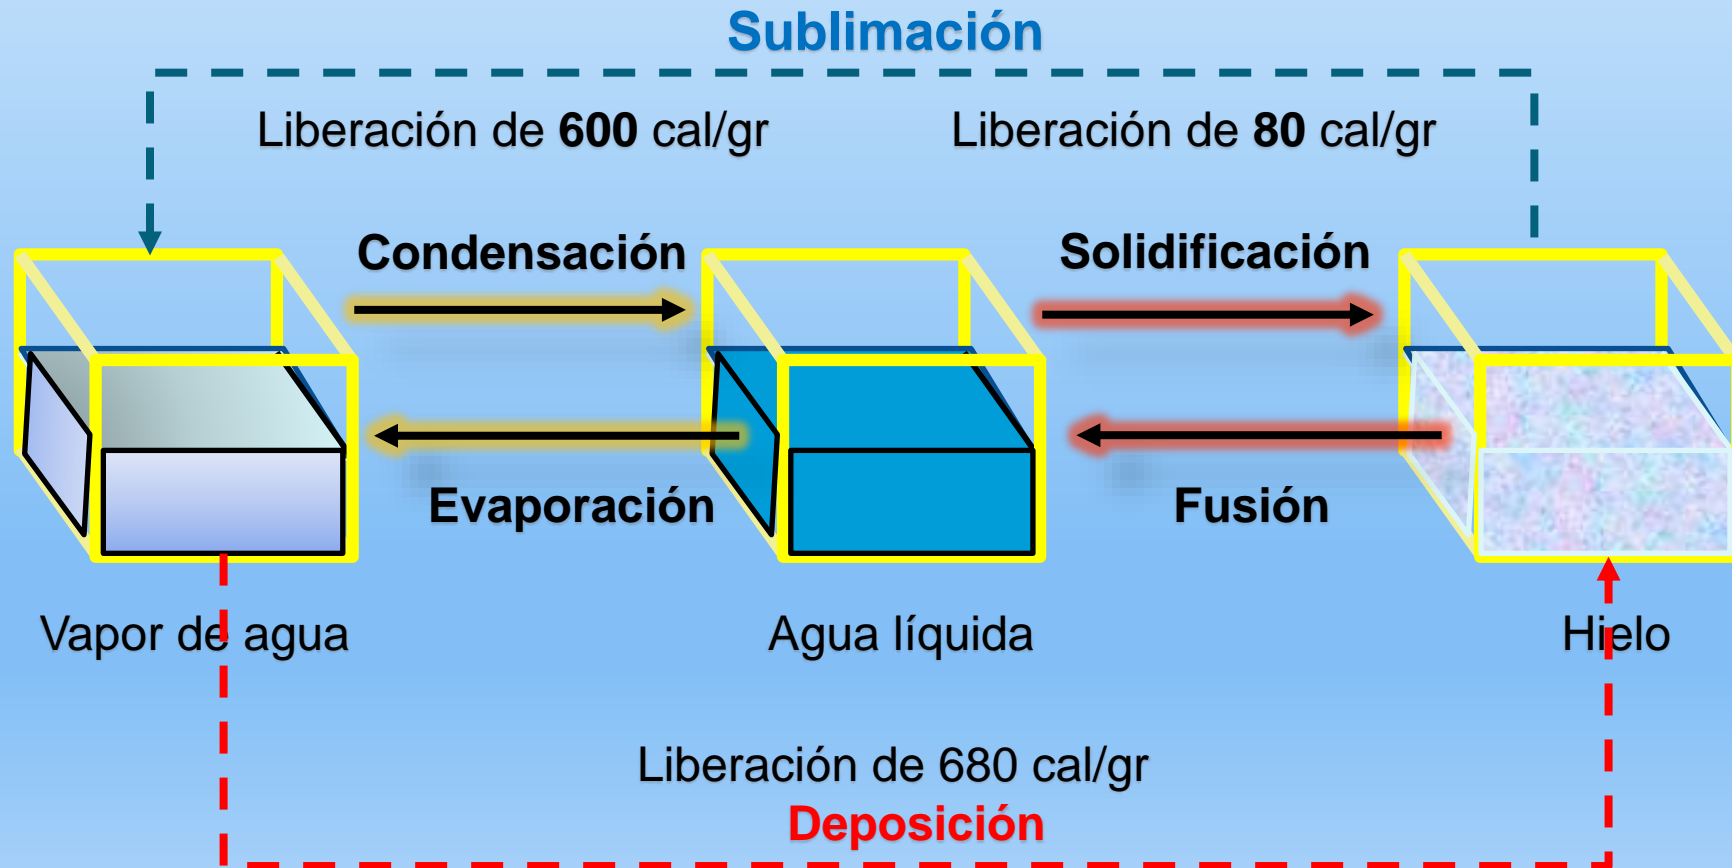 Sublimación
Liberación de 600 cal/gr
Liberación de 80 cal/gr
Condensación
Solidificación
Evaporación
Fusión
Vapor de agua
Agua líquida
Hielo
Liberación de 680 cal/gr
Deposición